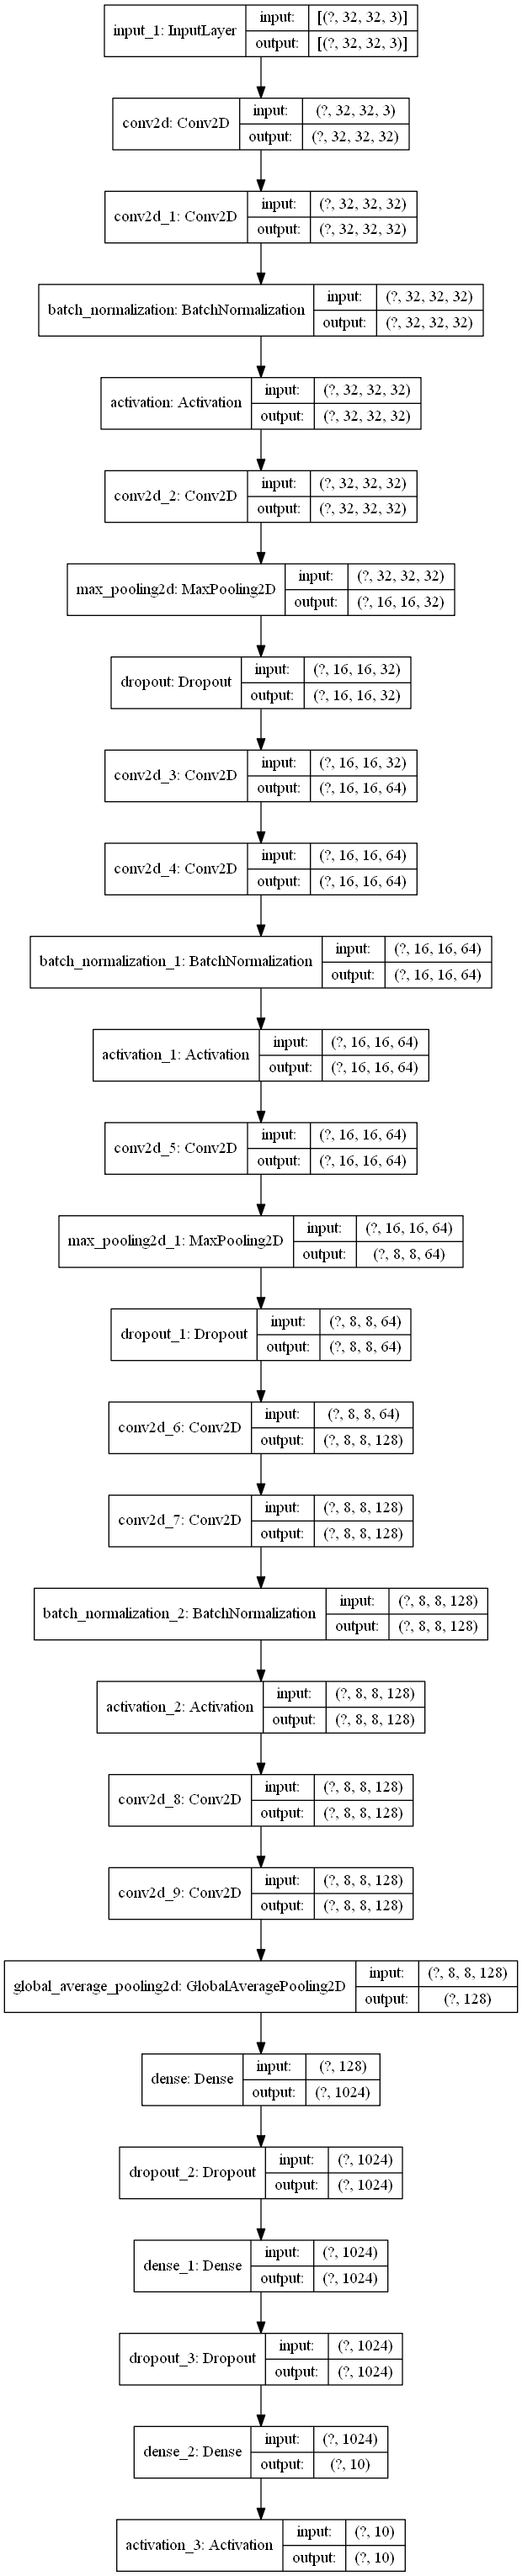 input_1: InputLayer
input: [(?, 32, 32, 3)]
output: [(?, 32, 32, 3)]
conv2d: Conv2D
input: (?, 32, 32, 3)
output: (?, 32, 32, 32)
conv2d_1: Conv2D
input: (?, 32, 32, 32)
output: (?, 32, 32, 32)
batch_normalization: BatchNormalization
input: (?, 32, 32, 32)
output: (?, 32, 32, 32)
activation: Activation
input: (?, 32, 32, 32)
output: (?, 32, 32, 32)
conv2d_2: Conv2D
input: (?, 32, 32, 32)
output: (?, 32, 32, 32)
max_pooling2d: MaxPooling2D
input: (?, 32, 32, 32)
output: (?, 16, 16, 32)
dropout: Dropout
input: (?, 16, 16, 32)
output: (?, 16, 16, 32)
conv2d_3: Conv2D
input: (?, 16, 16, 32)
output: (?, 16, 16, 64)
conv2d_4: Conv2D
input: (?, 16, 16, 64)
output: (?, 16, 16, 64)
batch_normalization_1: BatchNormalization
input: (?, 16, 16, 64)
output: (?, 16, 16, 64)
activation_1: Activation
input: (?, 16, 16, 64)
output: (?, 16, 16, 64)
conv2d_5: Conv2D
input: (?, 16, 16, 64)
output: (?, 16, 16, 64)
max_pooling2d_1: MaxPooling2D
input: (?, 16, 16, 64)
output: (?, 8, 8, 64)
dropout_1: Dropout
input: (?, 8, 8, 64)
output: (?, 8, 8, 64)
conv2d_6: Conv2D
input: (?, 8, 8, 64)
output: (?, 8, 8, 128)
conv2d_7: Conv2D
input: (?, 8, 8, 128)
output: (?, 8, 8, 128)
batch_normalization_2: BatchNormalization
input: (?, 8, 8, 128)
output: (?, 8, 8, 128)
activation_2: Activation
input: (?, 8, 8, 128)
output: (?, 8, 8, 128)
conv2d_8: Conv2D
input: (?, 8, 8, 128)
output: (?, 8, 8, 128)
conv2d_9: Conv2D
input: (?, 8, 8, 128)
output: (?, 8, 8, 128)
global_average_pooling2d: GlobalAveragePooling2D
input: (?, 8, 8, 128)
output: (?, 128)
dense: Dense
input: (?, 128)
output: (?, 1024)
dropout_2: Dropout
input: (?, 1024)
output: (?, 1024)
dense_1: Dense
input: (?, 1024)
output: (?, 1024)
dropout_3: Dropout
input: (?, 1024)
output: (?, 1024)
dense_2: Dense
input: (?, 1024)
output: (?, 10)
activation_3: Activation
input: (?, 10)
output: (?, 10)